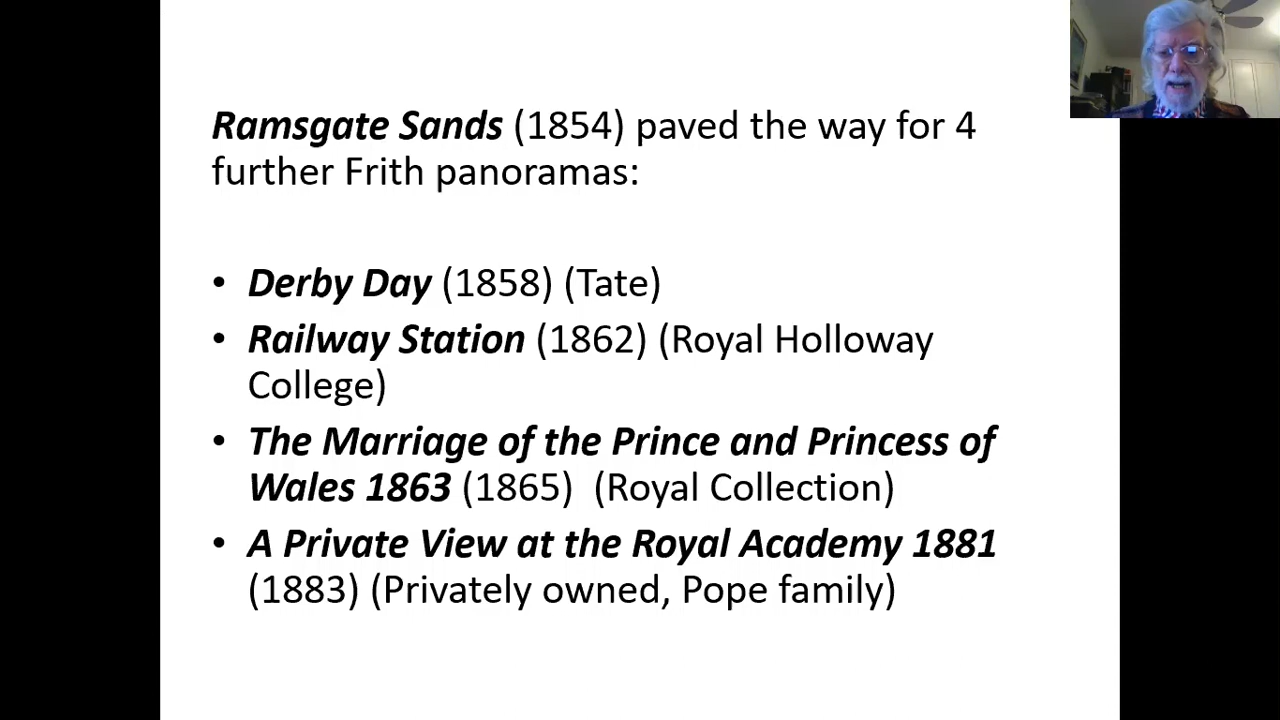 Ramsgate Sands (1854) paved the way for 4
further Frith panoramas:
• Derby Day (1858) (Tate)
• Railway Station (1862) (Royal Holloway
College)
• The Marriage of the Prince and Princess of
Wales 1863 (1865) (Royal Collection)
• A Private View at the Royal Academy 1881
(1883) (Privately owned, Pope family)